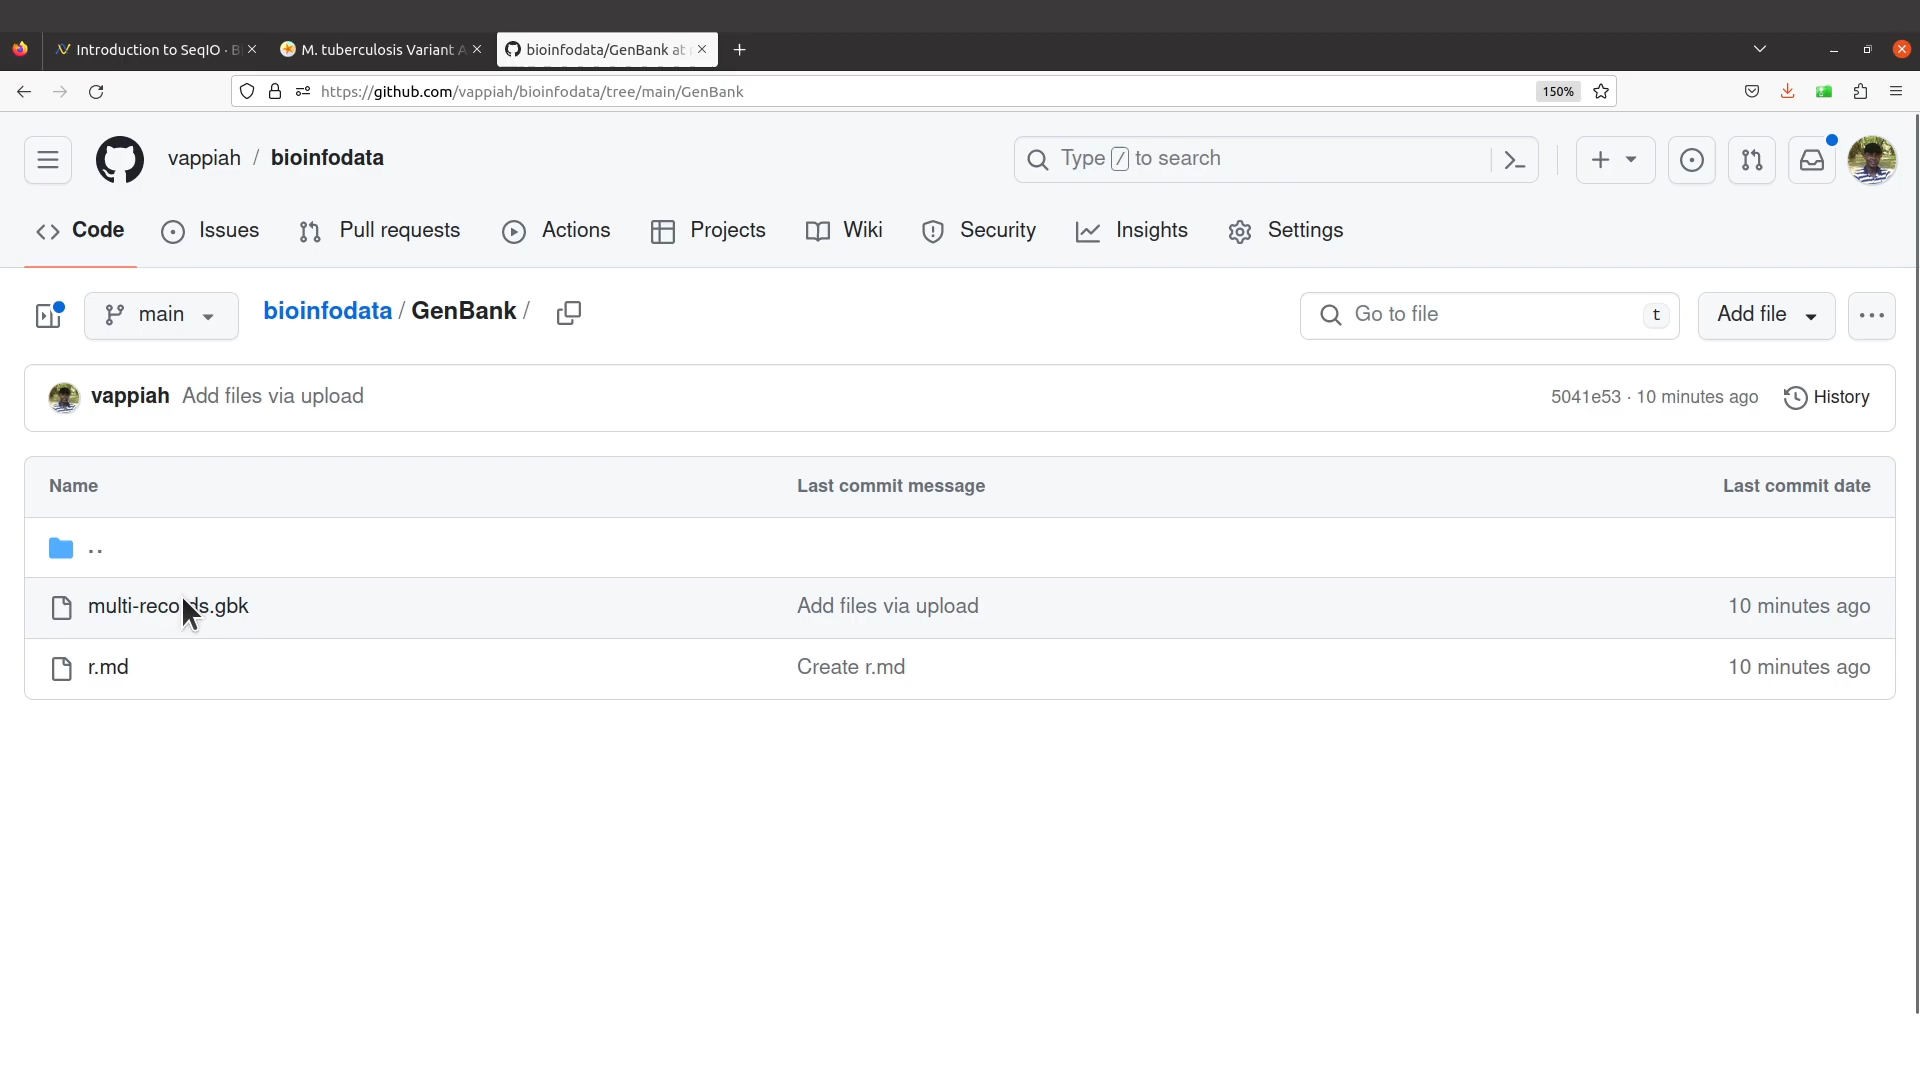 Introduction to SeqIO · B
M. tuberculosis Variant A
bioinfodata/GenBank at
https://github.com/vappiah/bioinfodata/tree/main/GenBank
150%
vappiah / bioinfodata
Type / to search
Code
Issues
Pull requests
Actions
Projects
Wiki
Security
Insights
Settings
main
bioinfodata / GenBank /
Go to file
t
Add file
vappiah Add files via upload
5041e53 · 10 minutes ago
History
Name
Last commit message
Last commit date
..
multi-records.gbk
Add files via upload
10 minutes ago
r.md
Create r.md
10 minutes ago